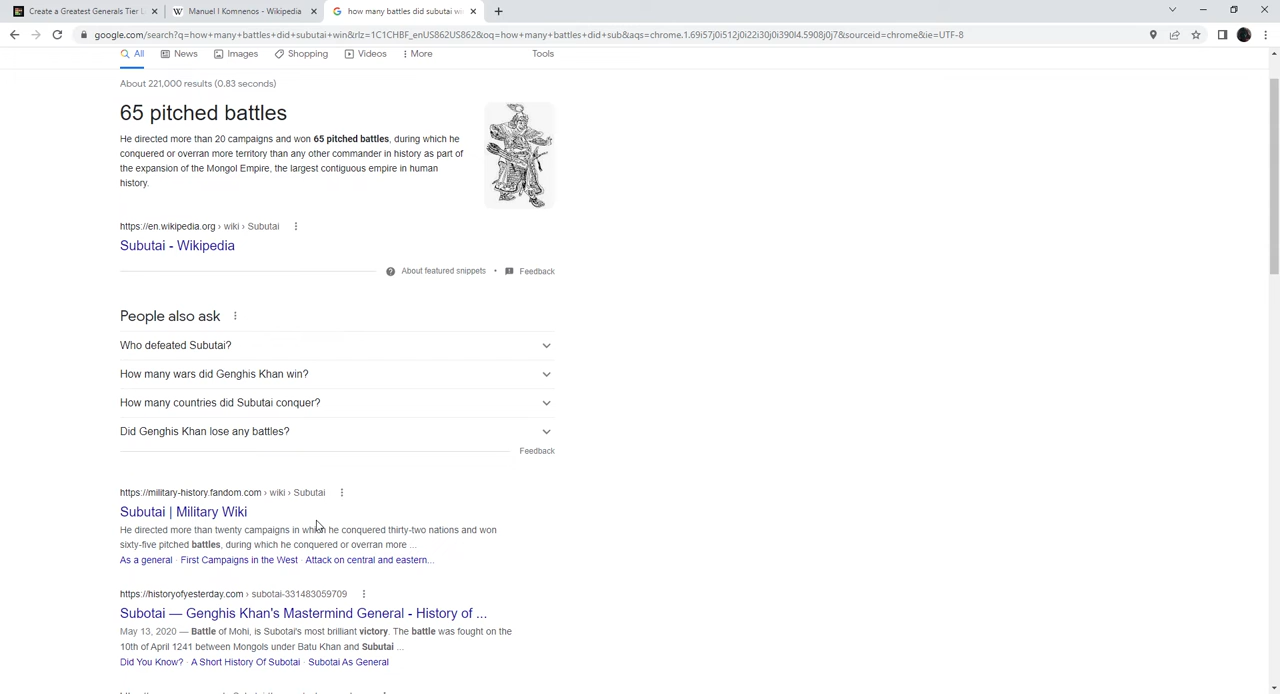 Create a Greatest Generals Tier L
Manuel I Komnenos - Wikipedia
how many battles did subutai wi
google.com/search?q=how+many+battles+did+subutai+win&rlz=1C1CHBF_enUS862US862&oq=how+many+battles+did+sub&aqs=chrome.1.69i57j0i512j0i22i30j0i390l4.5908j0j7&sourceid=chrome&ie=UTF-8
All News Images Shopping Videos More Tools
About 221,000 results (0.83 seconds)
65 pitched battles
He directed more than 20 campaigns and won 65 pitched battles, during which he
conquered or overran more territory than any other commander in history as part of
the expansion of the Mongol Empire, the largest contiguous empire in human
history.
https://en.wikipedia.org › wiki › Subutai
Subutai - Wikipedia
About featured snippets • Feedback
People also ask
Who defeated Subutai?
How many wars did Genghis Khan win?
How many countries did Subutai conquer?
Did Genghis Khan lose any battles?
Feedback
https://military-history.fandom.com › wiki › Subutai
Subutai | Military Wiki
He directed more than twenty campaigns in which he conquered thirty-two nations and won
sixty-five pitched battles, during which he conquered or overran more ...
As a general · First Campaigns in the West · Attack on central and eastern...
https://historyofyesterday.com › subotai-331483059709
Subotai — Genghis Khan's Mastermind General - History of ...
May 13, 2020 — Battle of Mohi, is Subotai's most brilliant victory. The battle was fought on the
10th of April 1241 between Mongols under Batu Khan and Subutai ...
Did You Know? · A Short History Of Subotai · Subotai As General